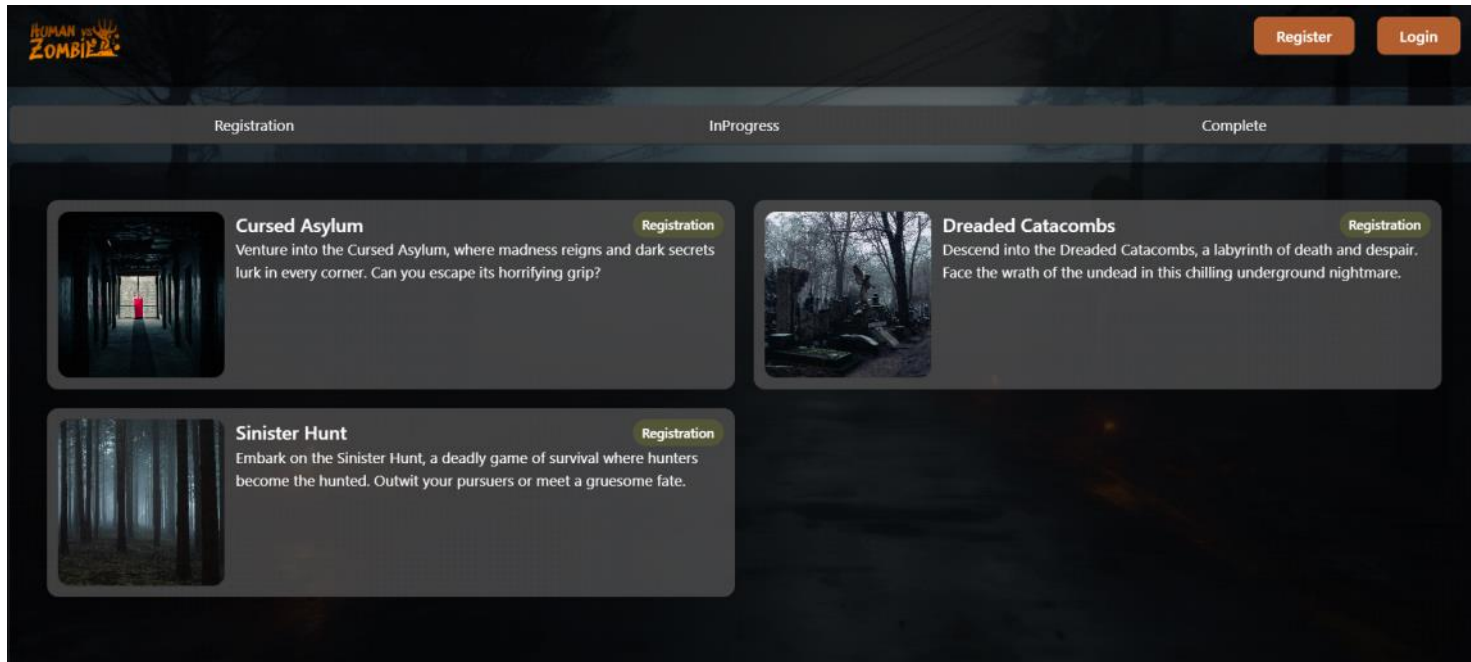 HUMAN vs
ZOMBIE
Register
Login
Registration
InProgress
Complete
Cursed Asylum
Registration
Venture into the Cursed Asylum, where madness reigns and dark secrets
lurk in every corner. Can you escape its horrifying grip?
Dreaded Catacombs
Registration
Descend into the Dreaded Catacombs, a labyrinth of death and despair.
Face the wrath of the undead in this chilling underground nightmare.
Sinister Hunt
Registration
Embark on the Sinister Hunt, a deadly game of survival where hunters
become the hunted. Outwit your pursuers or meet a gruesome fate.